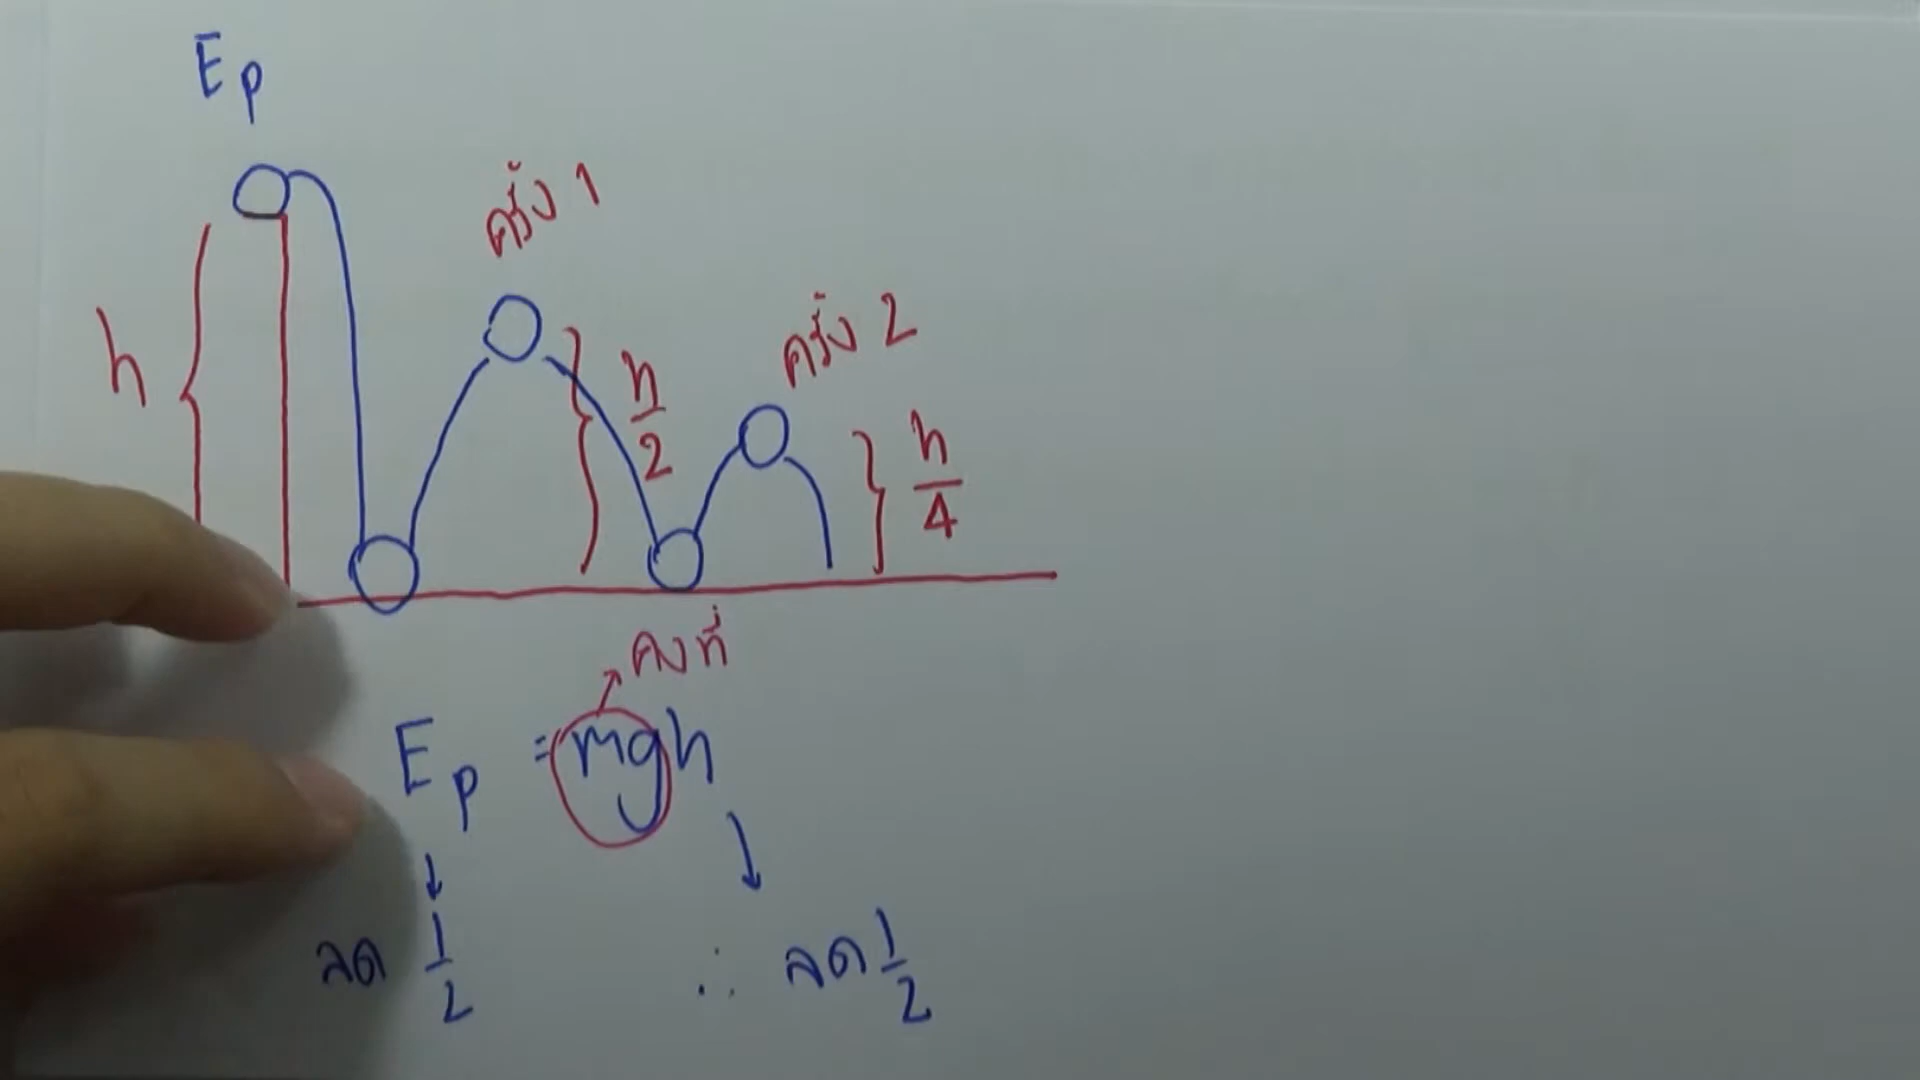 Ep
ครั้ง 1
ครั้ง 2
h
h/2
h/4
คงที่
Ep = mgh
ลด 1/2
∴ ลด 1/2